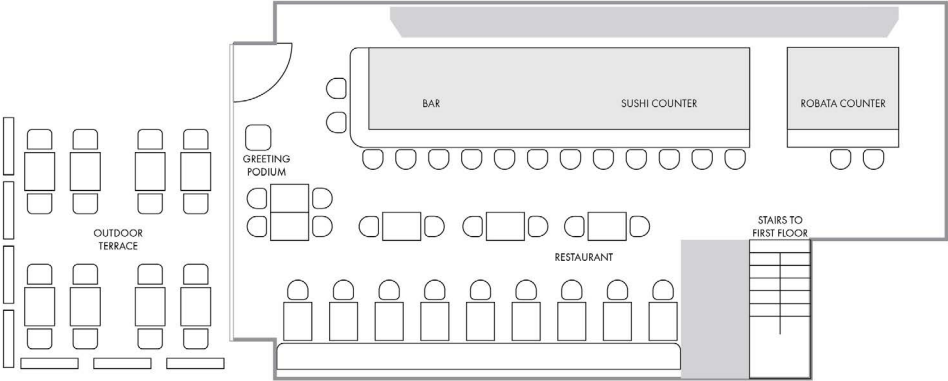 BAR
SUSHI COUNTER
ROBATA COUNTER
GREETING
PODIUM
OUTDOOR
TERRACE
STAIRS TO
FIRST FLOOR
RESTAURANT